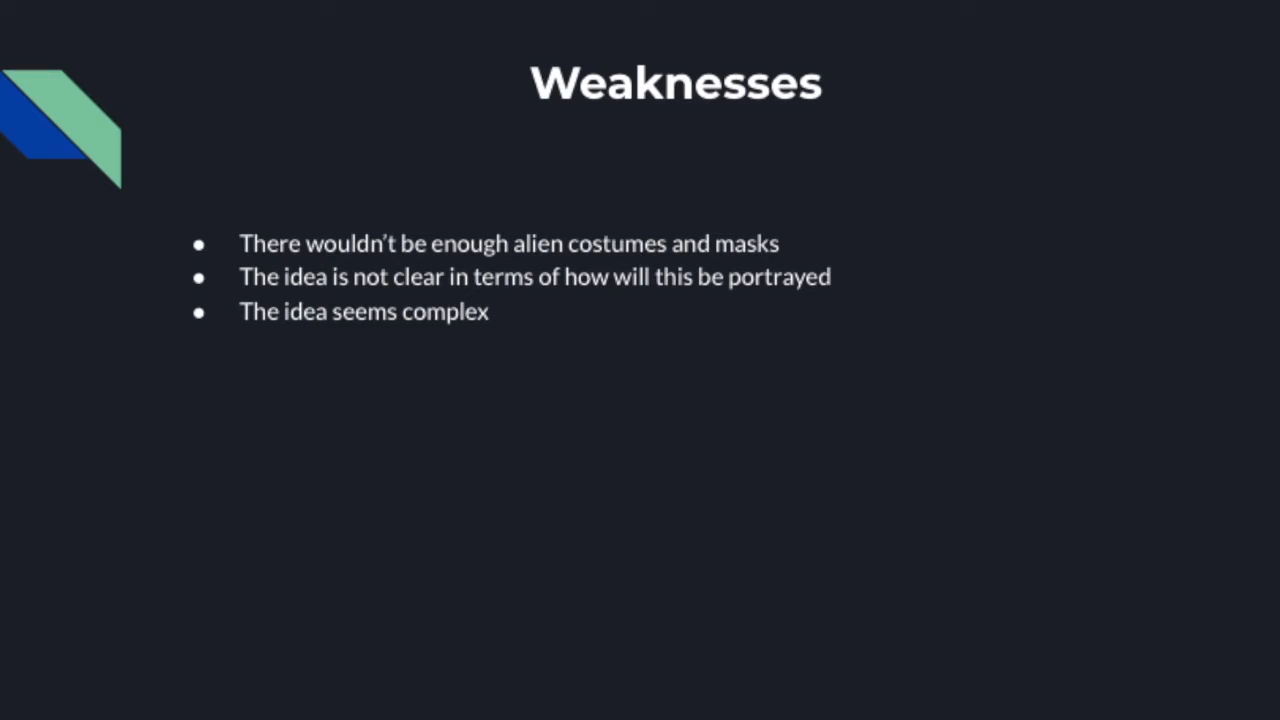 Weaknesses
● There wouldn’t be enough alien costumes and masks
● The idea is not clear in terms of how will this be portrayed
● The idea seems complex